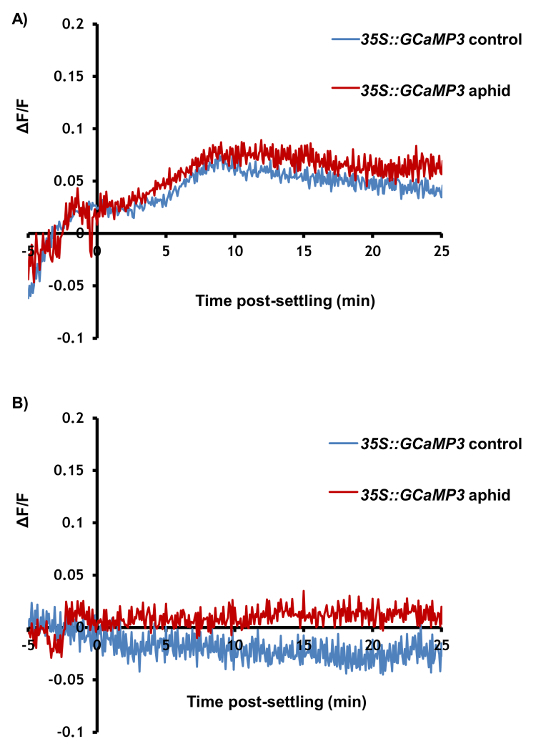 A)
0.2
0.15
0.1
0.05
0
-0.05
-0.1
ΔF/F
35S::GCaMP3 control
35S::GCaMP3 aphid
-5 0 5 10 15 20 25
Time post-settling (min)
B)
0.2
0.15
0.1
0.05
0
-0.05
-0.1
ΔF/F
35S::GCaMP3 control
35S::GCaMP3 aphid
-5 0 5 10 15 20 25
Time post-settling (min)